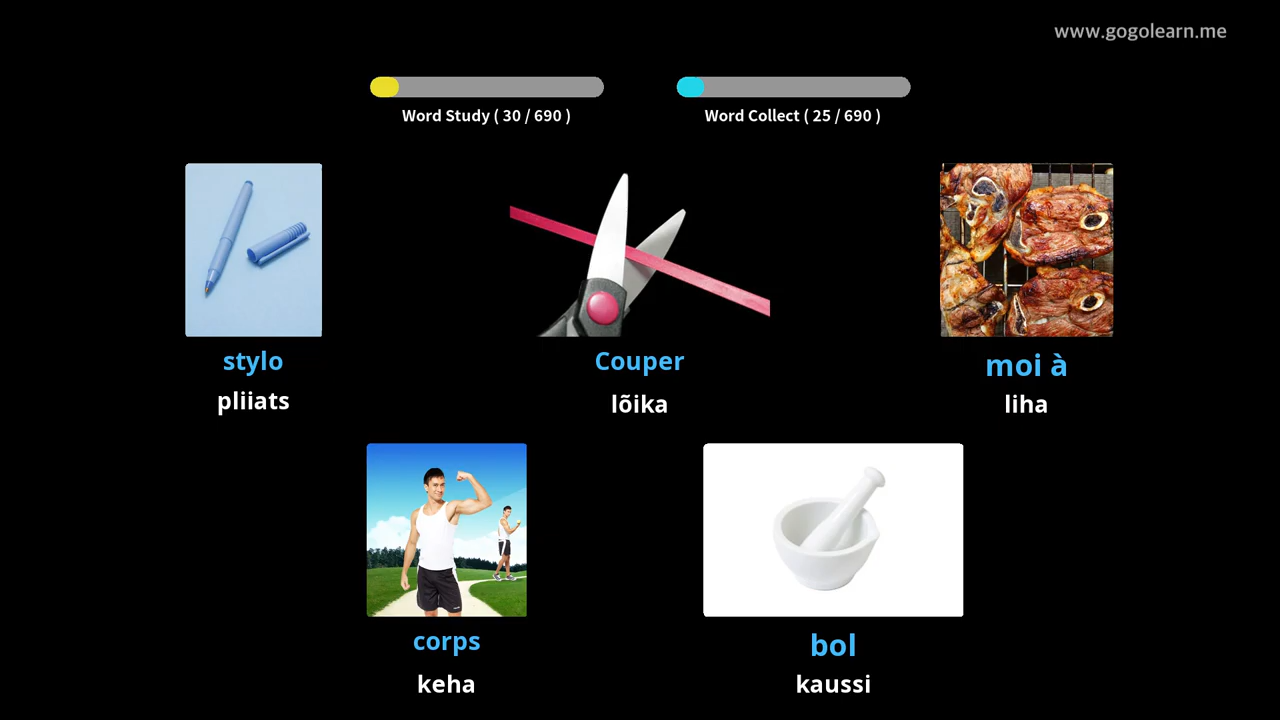 www.gogolearn.me
Word Study ( 30 / 690 )
Word Collect ( 25 / 690 )
stylo
pliiats
Couper
lõika
moi à
liha
corps
keha
bol
kaussi